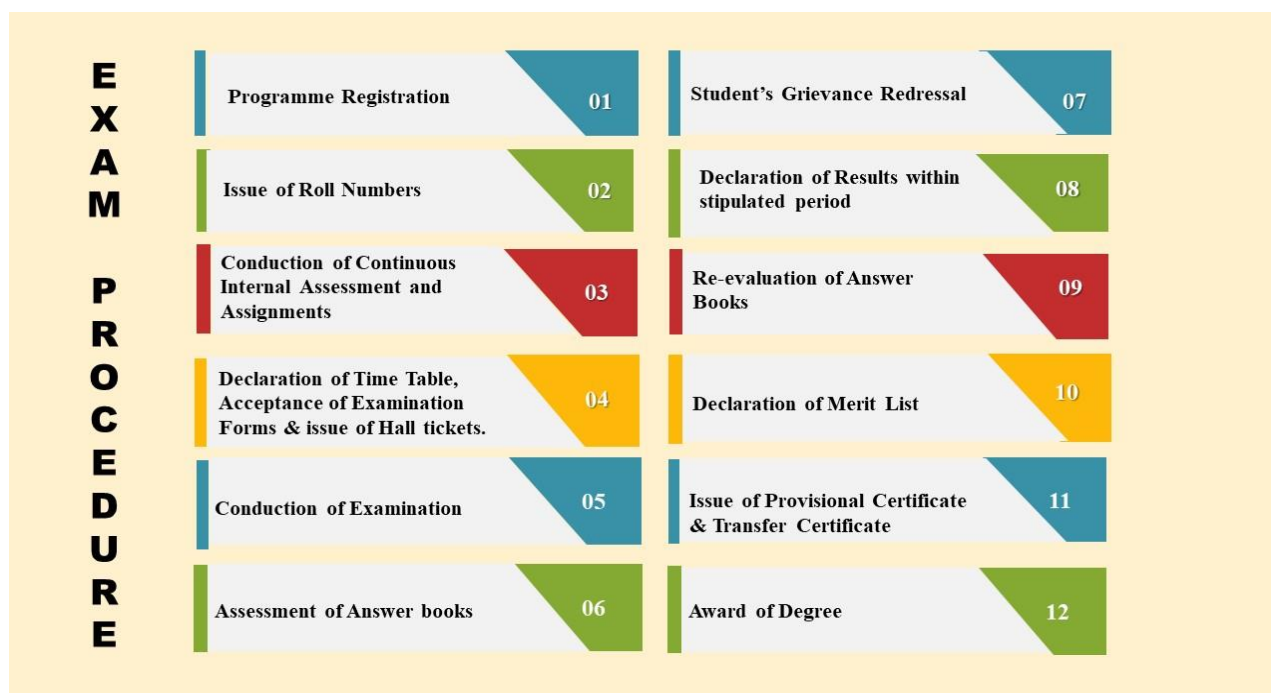 EXAM PROCEDURE
Programme Registration
01
Issue of Roll Numbers
02
Conduction of Continuous
Internal Assessment and
Assignments
03
Declaration of Time Table,
Acceptance of Examination
Forms & issue of Hall tickets.
04
Conduction of Examination
05
Assessment of Answer books
06
Student's Grievance Redressal
07
Declaration of Results within
stipulated period
08
Re-evaluation of Answer
Books
09
Declaration of Merit List
10
Issue of Provisional Certificate
& Transfer Certificate
11
Award of Degree
12